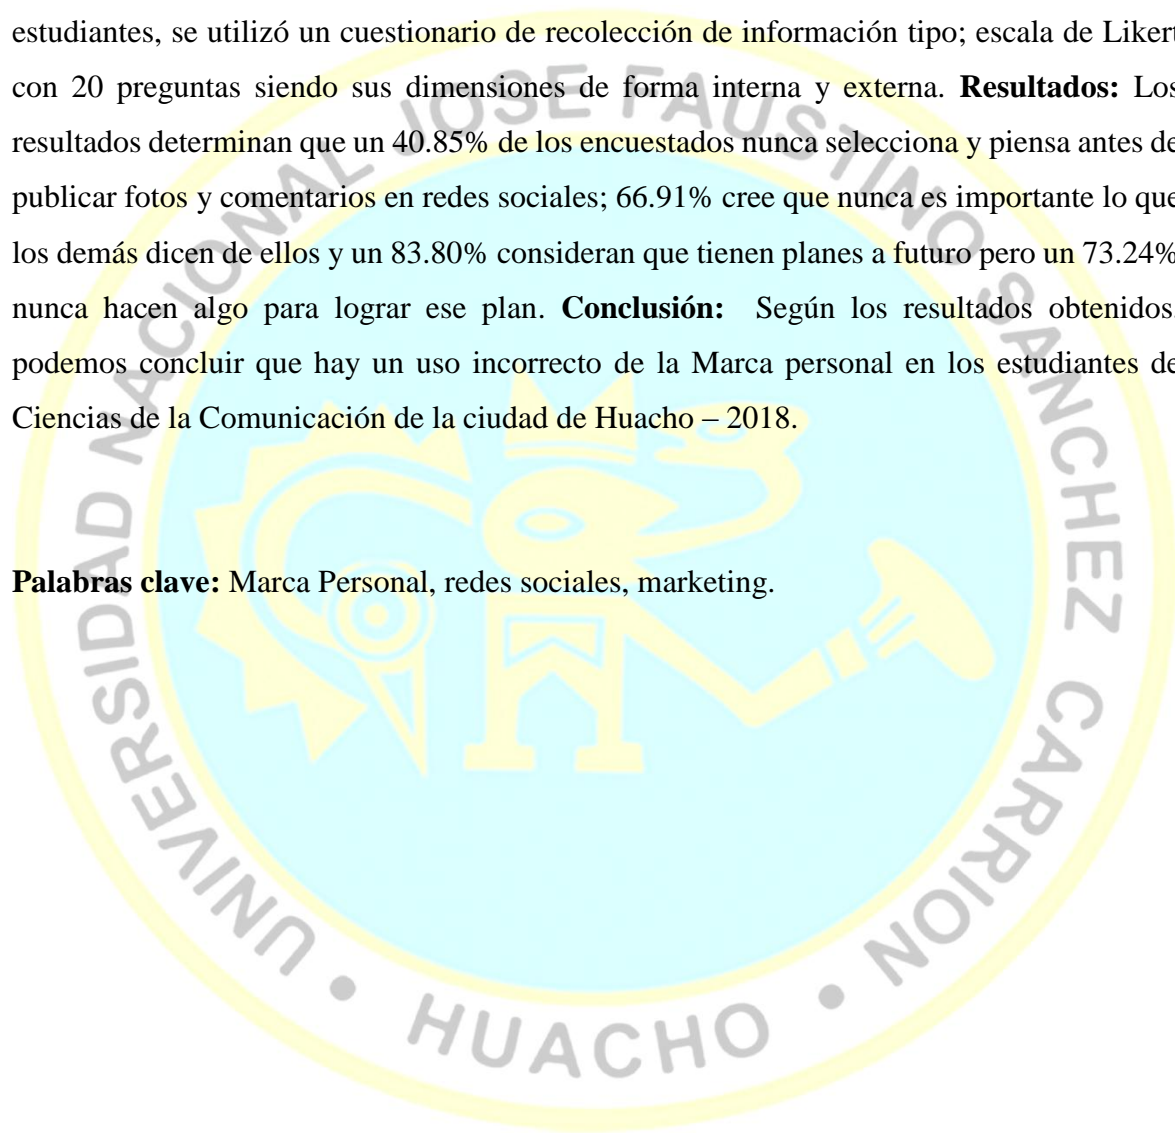 estudiantes, se utilizó un cuestionario de recolección de información tipo; escala de Likert
con 20 preguntas siendo sus dimensiones de forma interna y externa. Resultados: Los
resultados determinan que un 40.85% de los encuestados nunca selecciona y piensa antes de
publicar fotos y comentarios en redes sociales; 66.91% cree que nunca es importante lo que
los demás dicen de ellos y un 83.80% consideran que tienen planes a futuro pero un 73.24%
nunca hacen algo para lograr ese plan. Conclusión: Según los resultados obtenidos,
podemos concluir que hay un uso incorrecto de la Marca personal en los estudiantes de
Ciencias de la Comunicación de la ciudad de Huacho – 2018.
Palabras clave: Marca Personal, redes sociales, marketing.
UNIVERSIDAD NACIONAL JOSE FAUSTINO SANCHEZ CARRION • HUACHO •